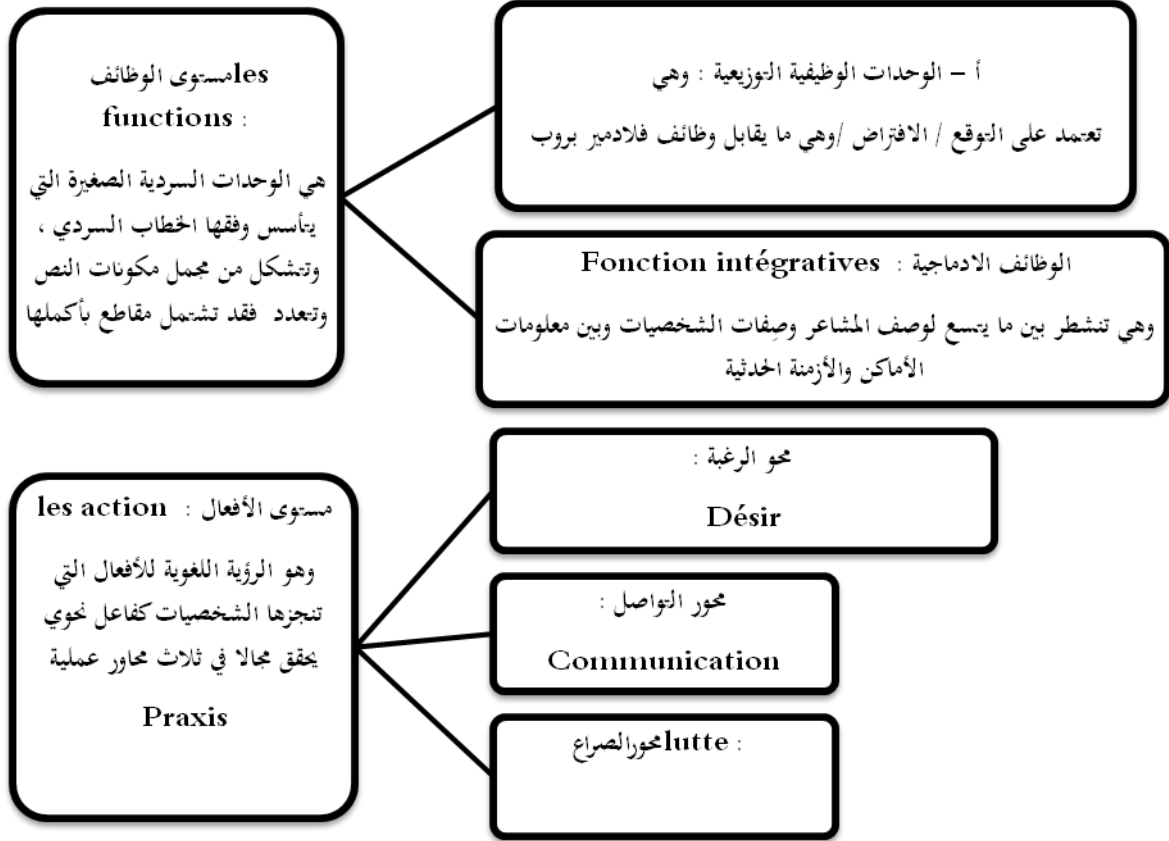 مستوى الوظائف les
functions :
هي الوحدات السردية الصغيرة التي
يتأسس وفقها الخطاب السردي ،
وتتشكل من مجمل مكونات النص
وتتعدد فقد تشتمل مقاطع بأكملها
أ – الوحدات الوظيفية التوزيعية : وهي
تعتمد على التوقع / الافتراض /وهي ما يقابل وظائف فلادمير بروب
الوظائف الادماجية : Fonction intégratives
وهي تنشطر بين ما يتسع لوصف المشاعر وصِفات الشخصيات وبين معلومات
الأماكن والأزمنة الحدثية
مستوى الأفعال : les action
وهو الرؤية اللغوية للأفعال التي
تنجزها الشخصيات كفاعل نحوي
يحقق مجالا في ثلاث محاور عملية
Praxis
محو الرغبة :
Désir
محور التواصل :
Communication
محورالصراع lutte :